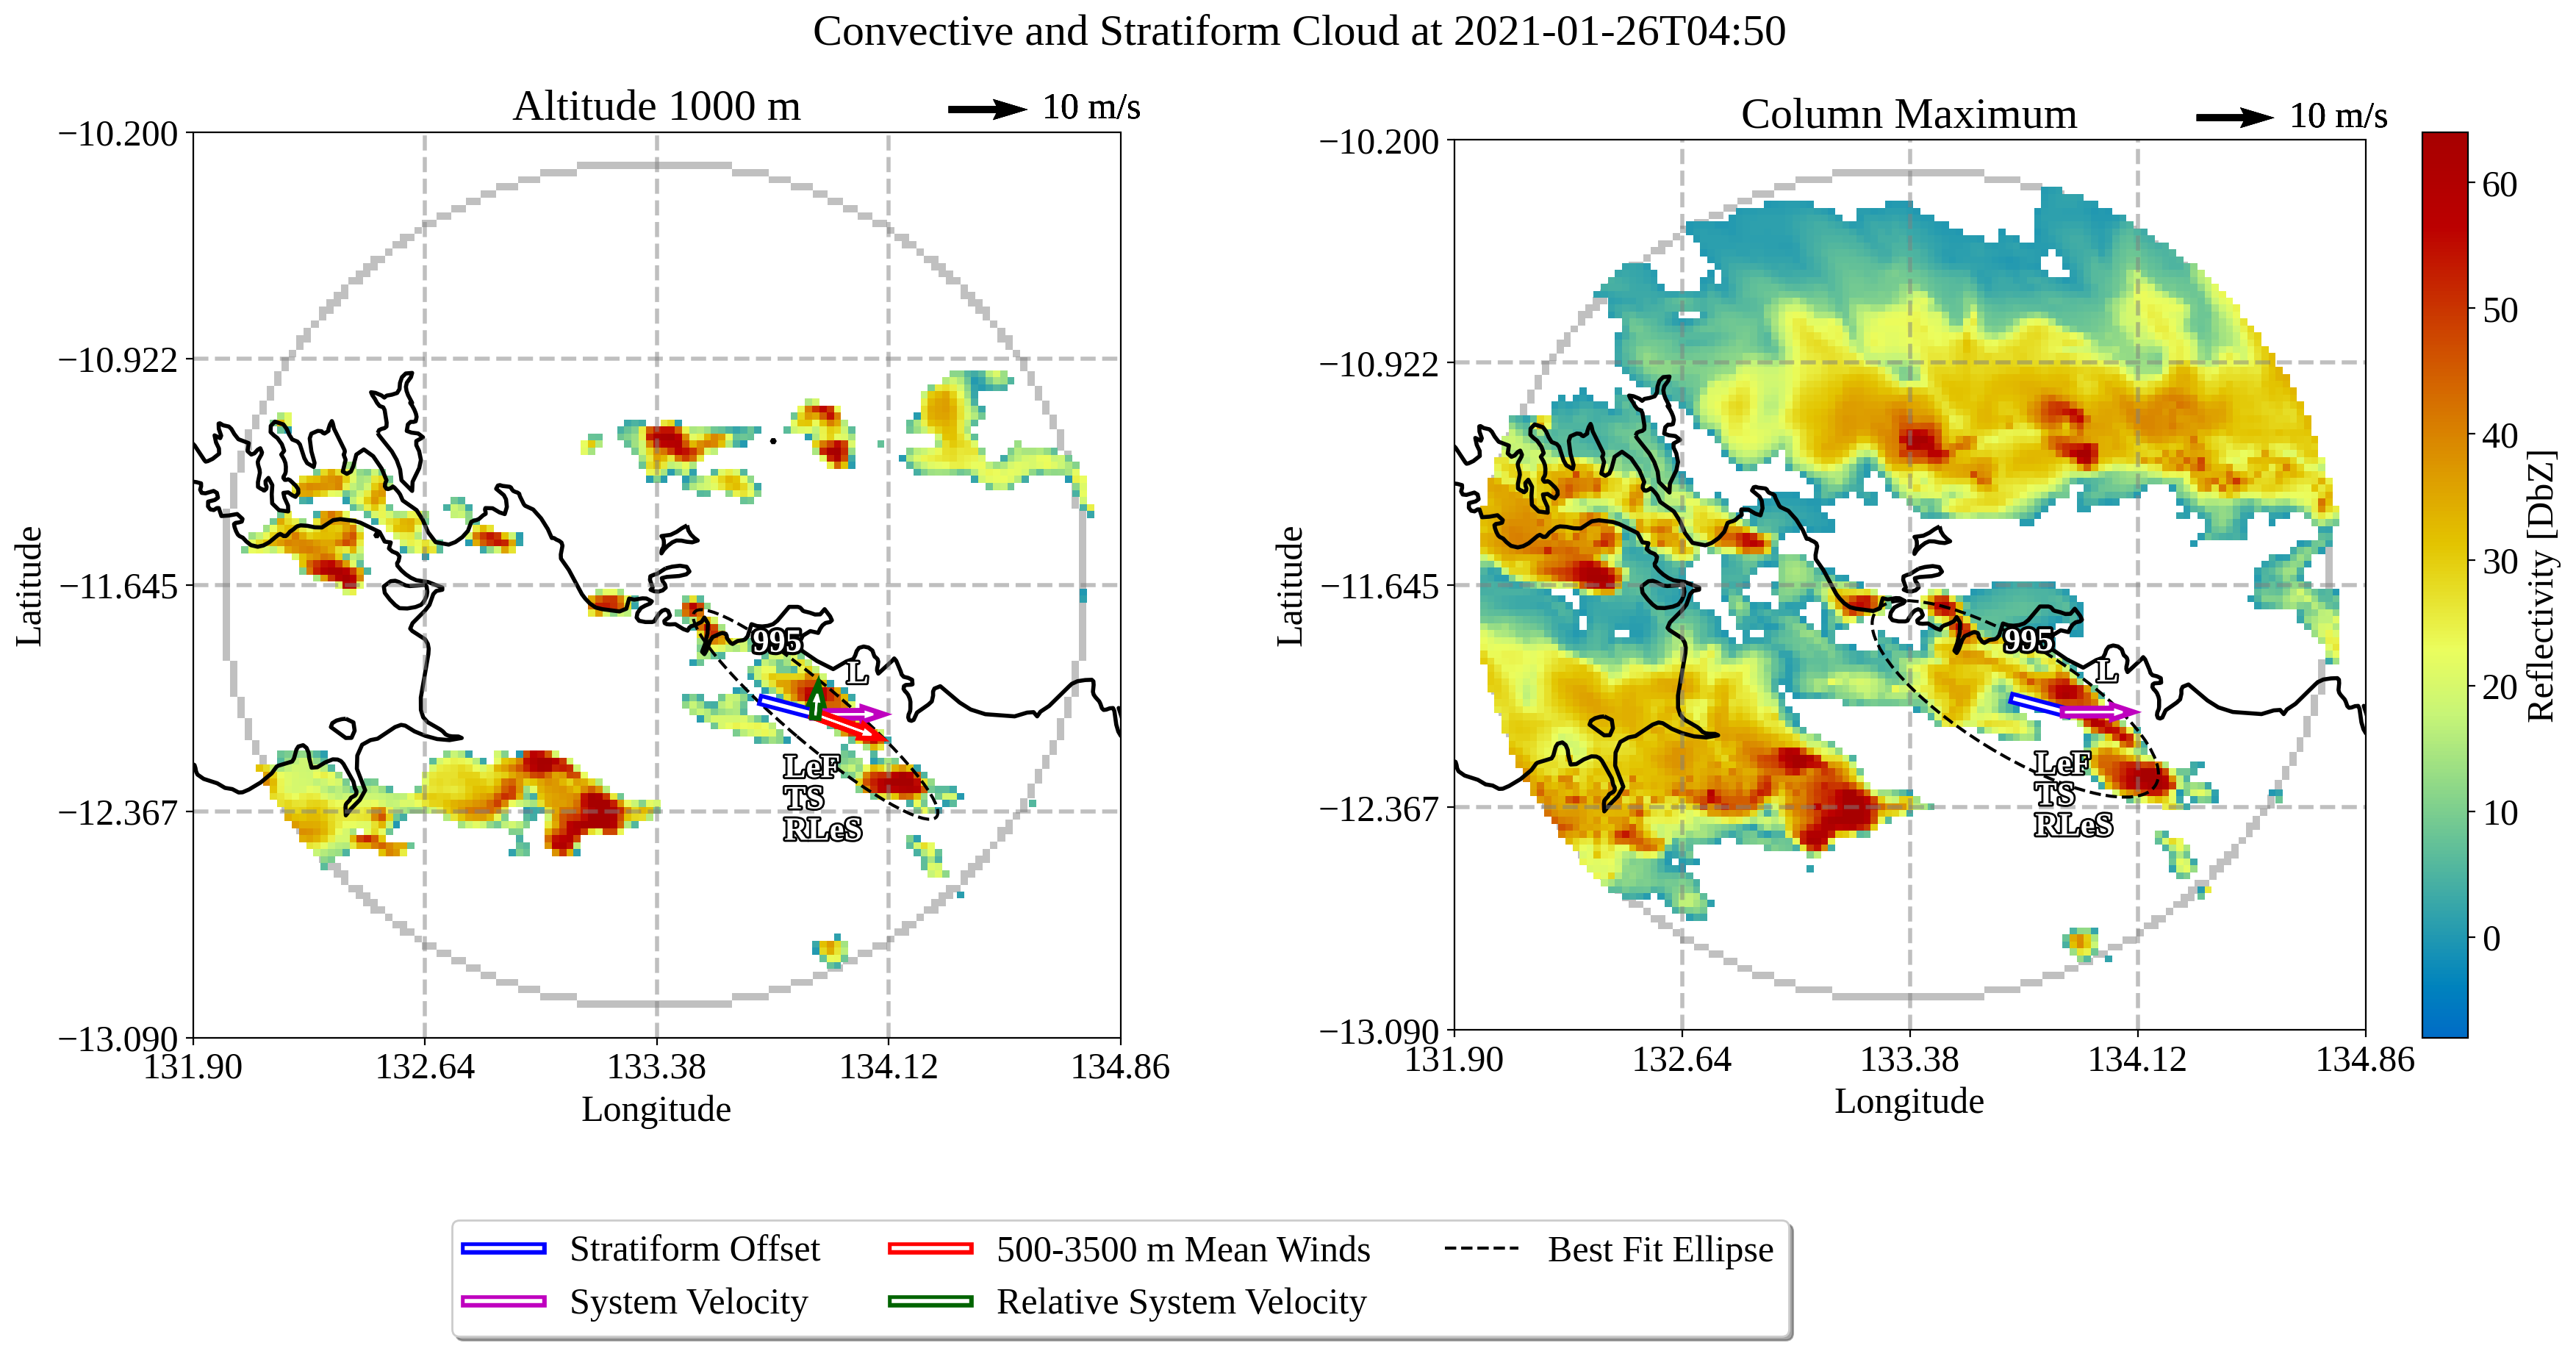 Convective and Stratiform Cloud at 2021-01-26T04:50
Altitude 1000 m
10 m/s
−10.200
−10.922
−11.645
−12.367
−13.090
Latitude
131.90
132.64
133.38
134.12
134.86
Longitude
995
L
LeF
TS
RLeS
Column Maximum
10 m/s
−10.200
−10.922
−11.645
−12.367
−13.090
Latitude
131.90
132.64
133.38
134.12
134.86
Longitude
995
L
LeF
TS
RLeS
60
50
40
30
20
10
0
Reflectivity [DbZ]
Stratiform Offset
System Velocity
500-3500 m Mean Winds
Relative System Velocity
Best Fit Ellipse